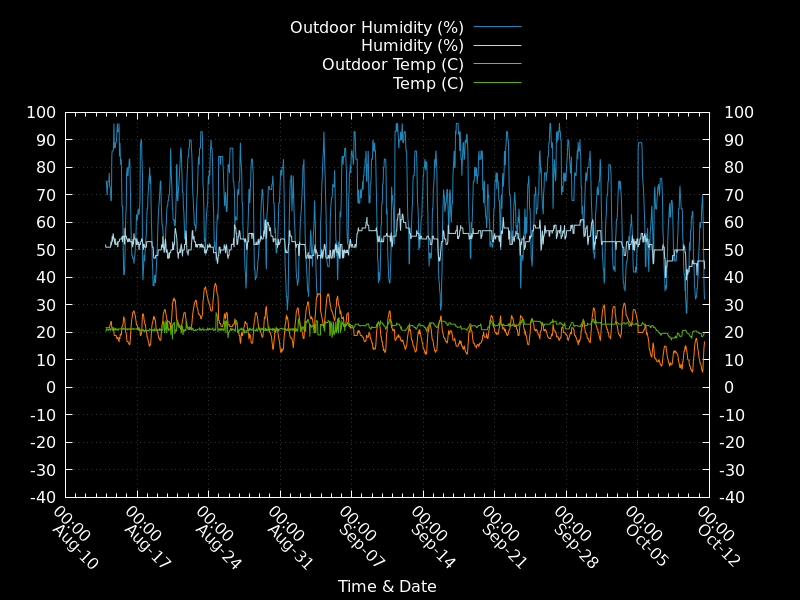 Outdoor Humidity (%)
Humidity (%)
Outdoor Temp (C)
Temp (C)
100 100
90 90
80 80
70 70
60 60
50 50
40 40
30 30
20 20
10 10
0 0
-10 -10
-20 -20
-30 -30
-40 -40
00:00 00:00 00:00 00:00 00:00 00:00 00:00 00:00 00:00 00:00
Aug-10 Aug-17 Aug-24 Aug-31 Sep-07 Sep-14 Sep-21 Sep-28 Oct-05 Oct-12
Time & Date